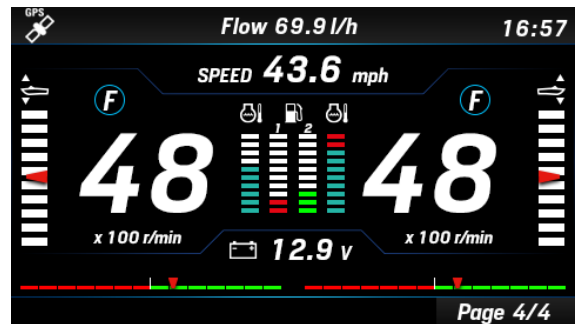 GPS
Flow 69.9 l/h
16:57
SPEED 43.6 mph
F
F
1 2
48
48
x 100 r/min
x 100 r/min
12.9 V
Page 4/4